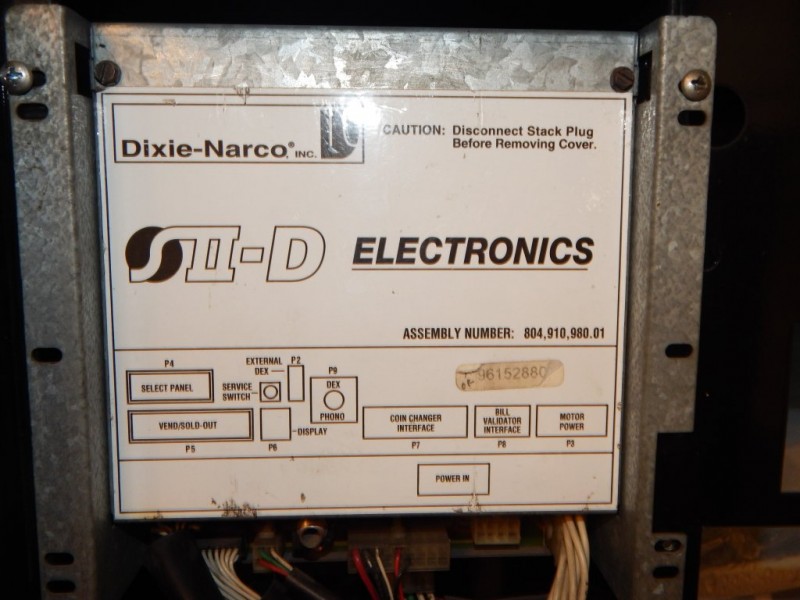 Dixie-Narco,® INC.
CAUTION: Disconnect Stack Plug
Before Removing Cover.
SII-D ELECTRONICS
ASSEMBLY NUMBER: 804,910,980.01
P4
SELECT PANEL
EXTERNAL
DEX
P2
SERVICE
SWITCH
P9
DEX
PHONO
96152880
VEND/SOLD-OUT
P5
DISPLAY
P6
COIN CHANGER
INTERFACE
P7
BILL
VALIDATOR
INTERFACE
P8
MOTOR
POWER
P3
POWER IN